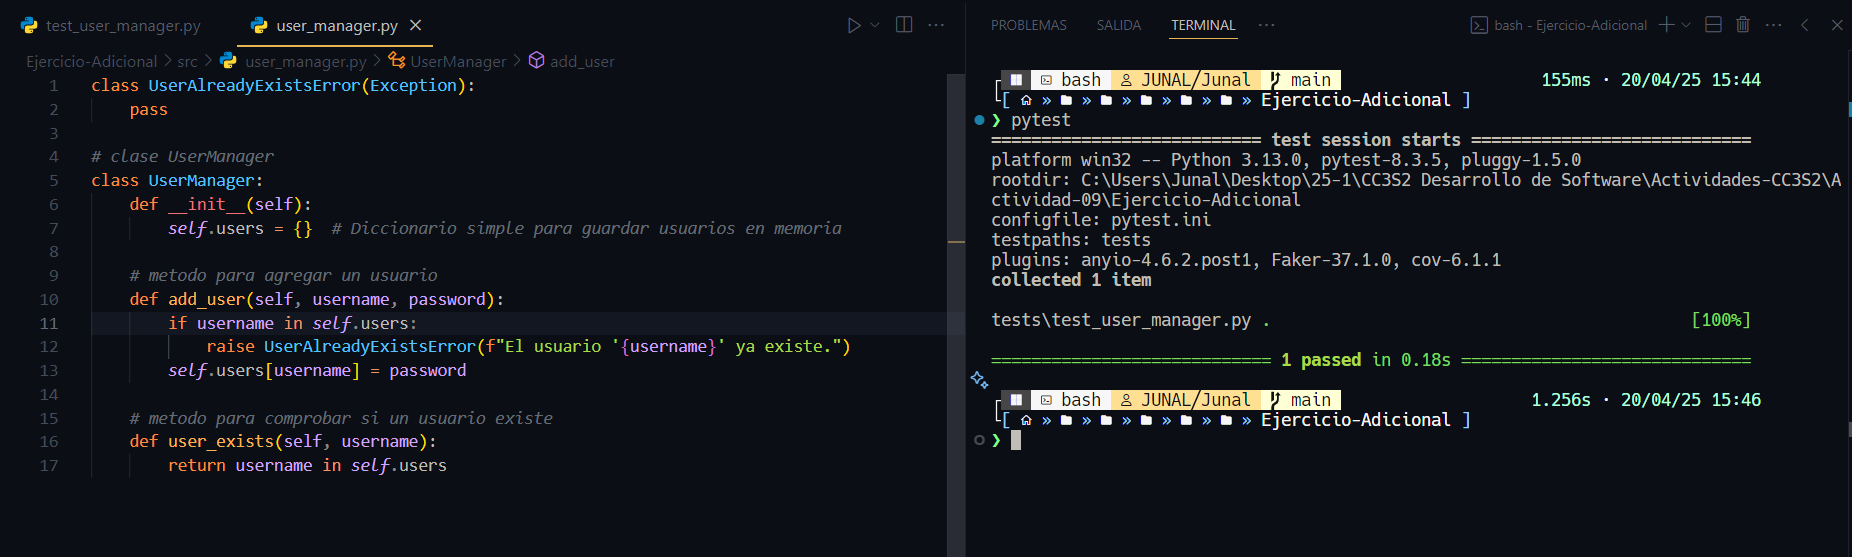 test_user_manager.py
user_manager.py
Ejercicio-Adicional > src > user_manager.py > UserManager > add_user
1 class UserAlreadyExistsError(Exception):
2     pass
3
4 # clase UserManager
5 class UserManager:
6     def __init__(self):
7         self.users = {}  # Diccionario simple para guardar usuarios en memoria
8
9     # metodo para agregar un usuario
10     def add_user(self, username, password):
11         if username in self.users:
12             raise UserAlreadyExistsError(f"El usuario '{username}' ya existe.")
13         self.users[username] = password
14
15     # metodo para comprobar si un usuario existe
16     def user_exists(self, username):
17         return username in self.users
PROBLEMAS SALIDA TERMINAL ··· bash - Ejercicio-Adicional
bash JUNAL/Junal main 155ms · 20/04/25 15:44
[ » » » » » » Ejercicio-Adicional ]
❯ pytest
=========================== test session starts ============================
platform win32 -- Python 3.13.0, pytest-8.3.5, pluggy-1.5.0
rootdir: C:\Users\Junal\Desktop\25-1\CC3S2 Desarrollo de Software\Actividades-CC3S2\A
ctividad-09\Ejercicio-Adicional
configfile: pytest.ini
testpaths: tests
plugins: anyio-4.6.2.post1, Faker-37.1.0, cov-6.1.1
collected 1 item
tests\test_user_manager.py . [100%]
============================ 1 passed in 0.18s =============================
bash JUNAL/Junal main 1.256s · 20/04/25 15:46
[ » » » » » » Ejercicio-Adicional ]
❯